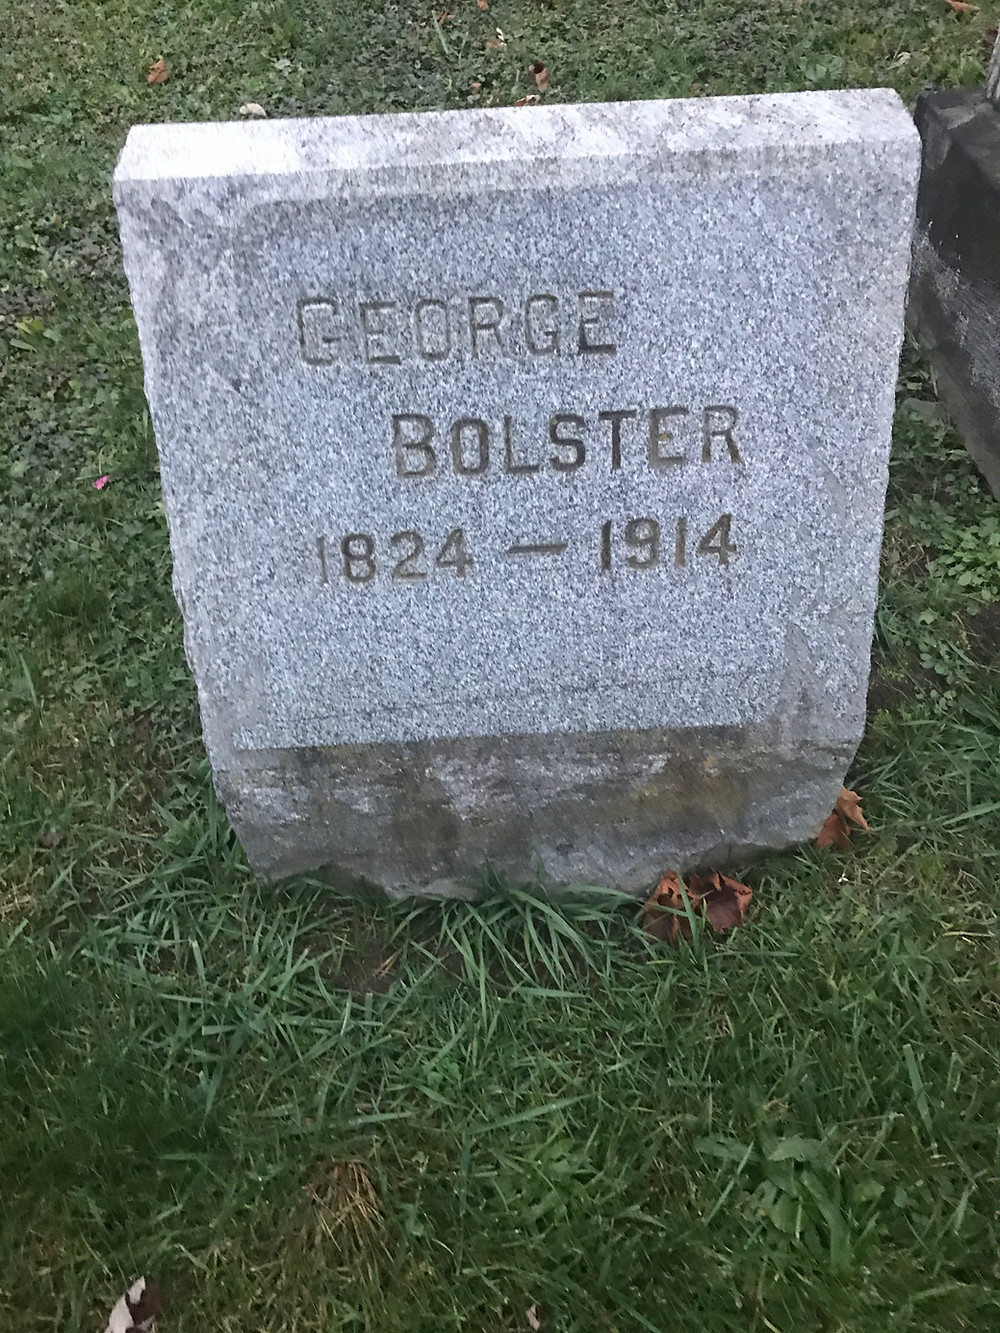 GEORGE
BOLSTER
1824 — 1914